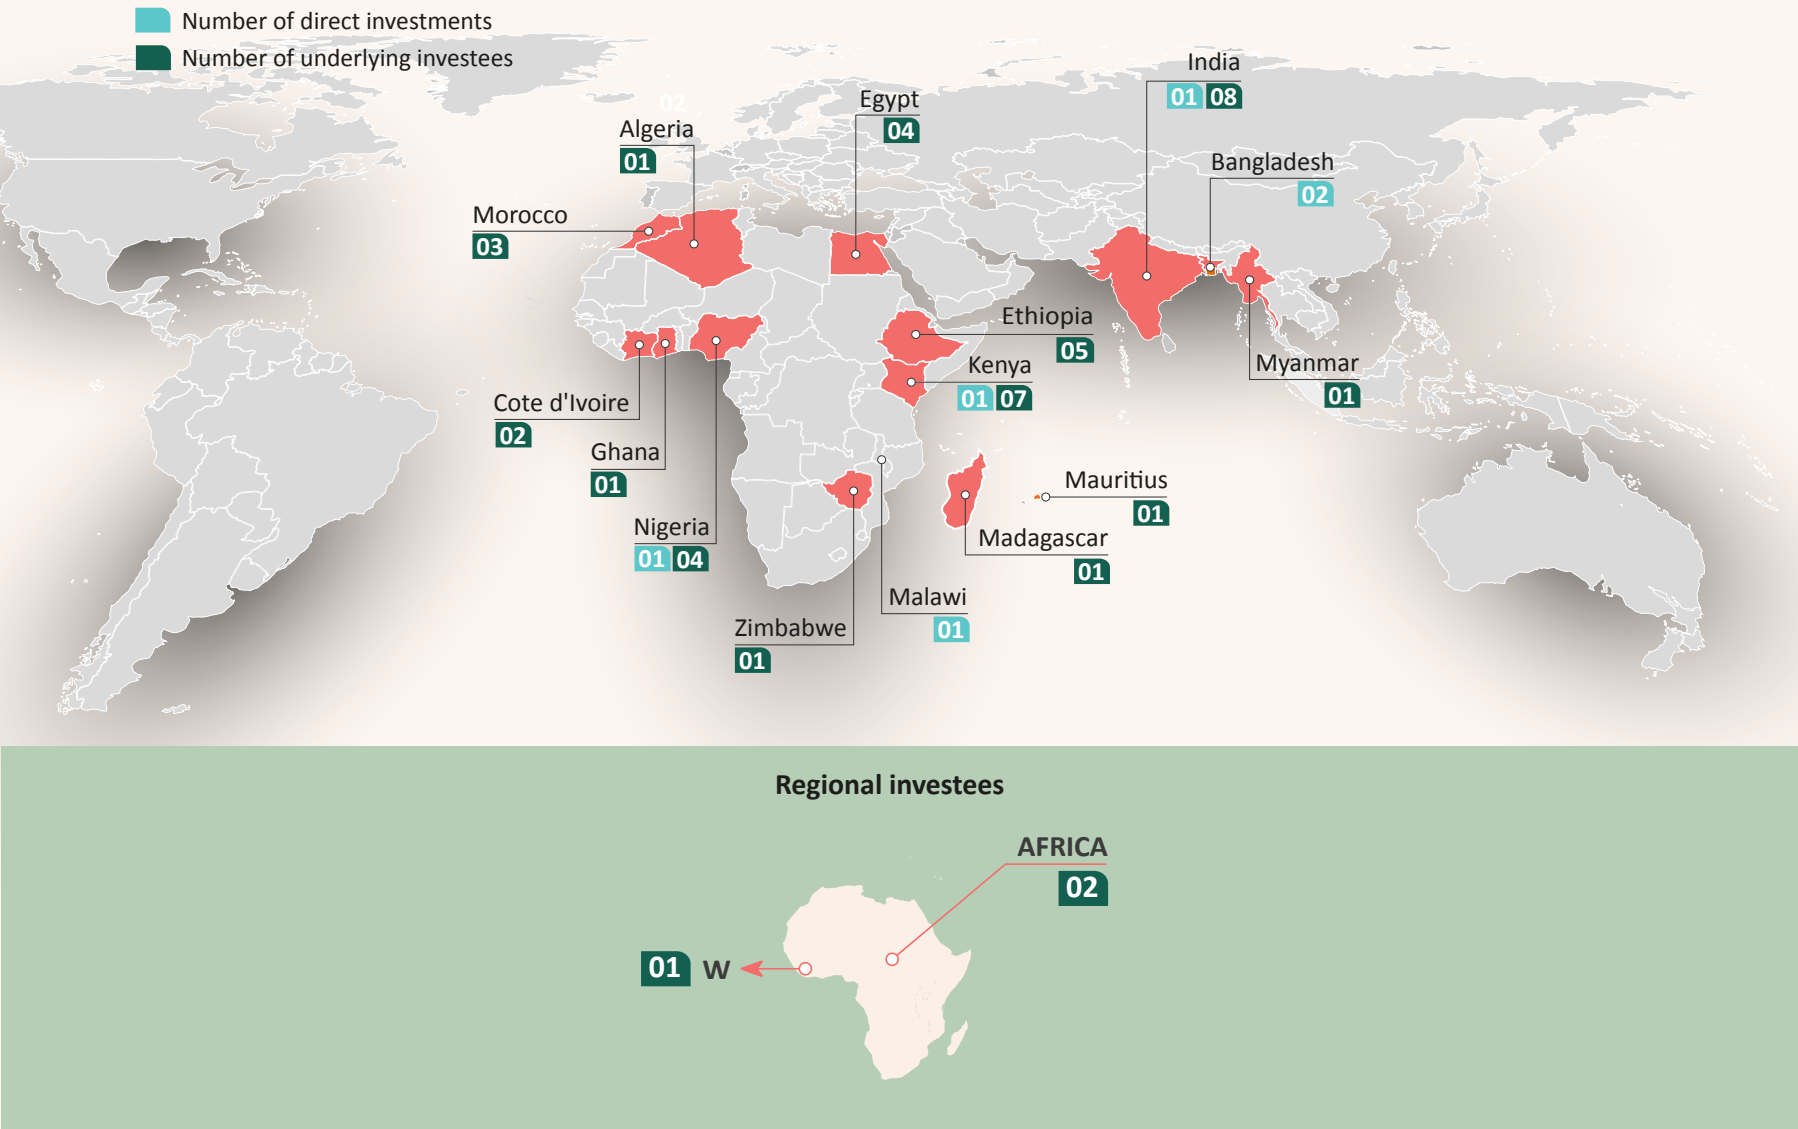 Number of direct investments
Number of underlying investees
02
India
01 08
Egypt
04
Algeria
01
Bangladesh
02
Morocco
03
Ethiopia
05
Kenya
01 07
Myanmar
01
Cote d'Ivoire
02
Ghana
01
Mauritius
01
Nigeria
01 04
Madagascar
01
Malawi
01
Zimbabwe
01
Regional investees
AFRICA
02
01 W